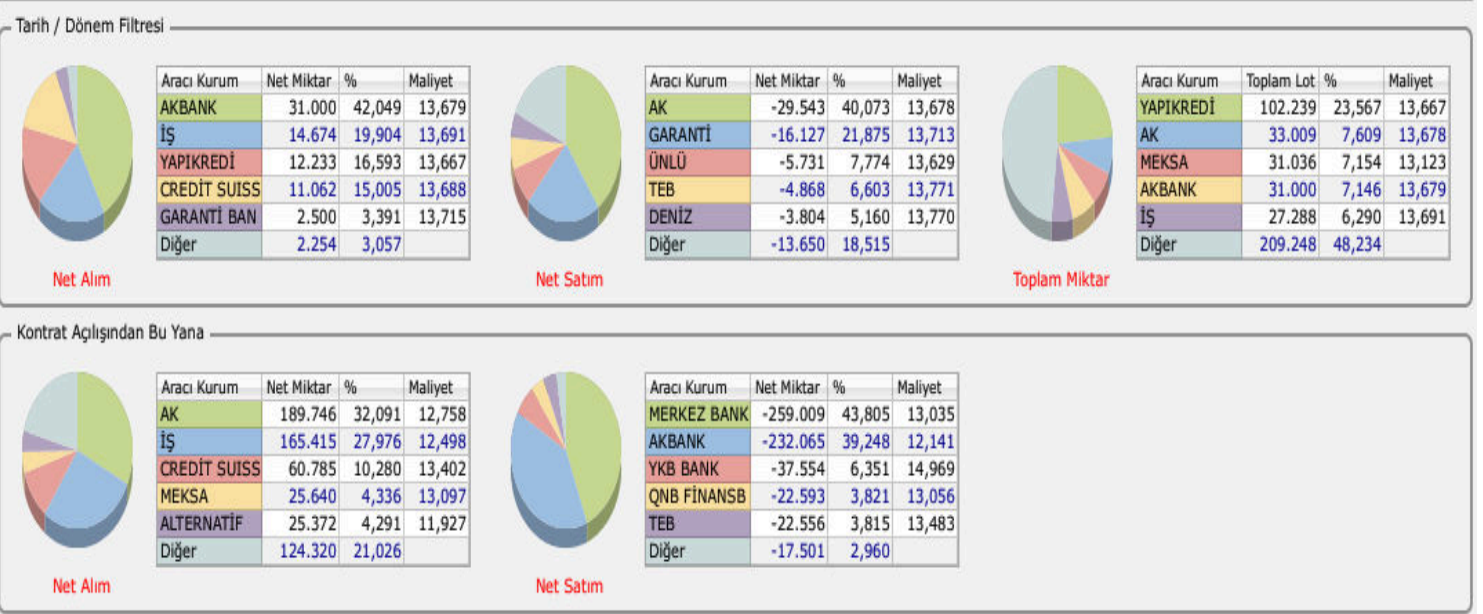 Tarih / Dönem Filtresi
Aracı Kurum Net Miktar % Maliyet
AKBANK 31.000 42,049 13,679
İŞ 14.674 19,904 13,691
YAPIKREDİ 12.233 16,593 13,667
CREDİT SUISS 11.062 15,005 13,688
GARANTİ BAN 2.500 3,391 13,715
Diğer 2.254 3,057
Net Alım
Aracı Kurum Net Miktar % Maliyet
AK -29.543 40,073 13,678
GARANTİ -16.127 21,875 13,713
ÜNLÜ -5.731 7,774 13,629
TEB -4.868 6,603 13,771
DENİZ -3.804 5,160 13,770
Diğer -13.650 18,515
Net Satım
Aracı Kurum Toplam Lot % Maliyet
YAPIKREDİ 102.239 23,567 13,667
AK 33.009 7,609 13,678
MEKSA 31.036 7,154 13,123
AKBANK 31.000 7,146 13,679
İŞ 27.288 6,290 13,691
Diğer 209.248 48,234
Toplam Miktar
Kontrat Açılışından Bu Yana
Aracı Kurum Net Miktar % Maliyet
AK 189.746 32,091 12,758
İŞ 165.415 27,976 12,498
CREDİT SUISS 60.785 10,280 13,402
MEKSA 25.640 4,336 13,097
ALTERNATİF 25.372 4,291 11,927
Diğer 124.320 21,026
Net Alım
Aracı Kurum Net Miktar % Maliyet
MERKEZ BANK -259.009 43,805 13,035
AKBANK -232.065 39,248 12,141
YKB BANK -37.554 6,351 14,969
QNB FİNANSB -22.593 3,821 13,056
TEB -22.556 3,815 13,483
Diğer -17.501 2,960
Net Satım